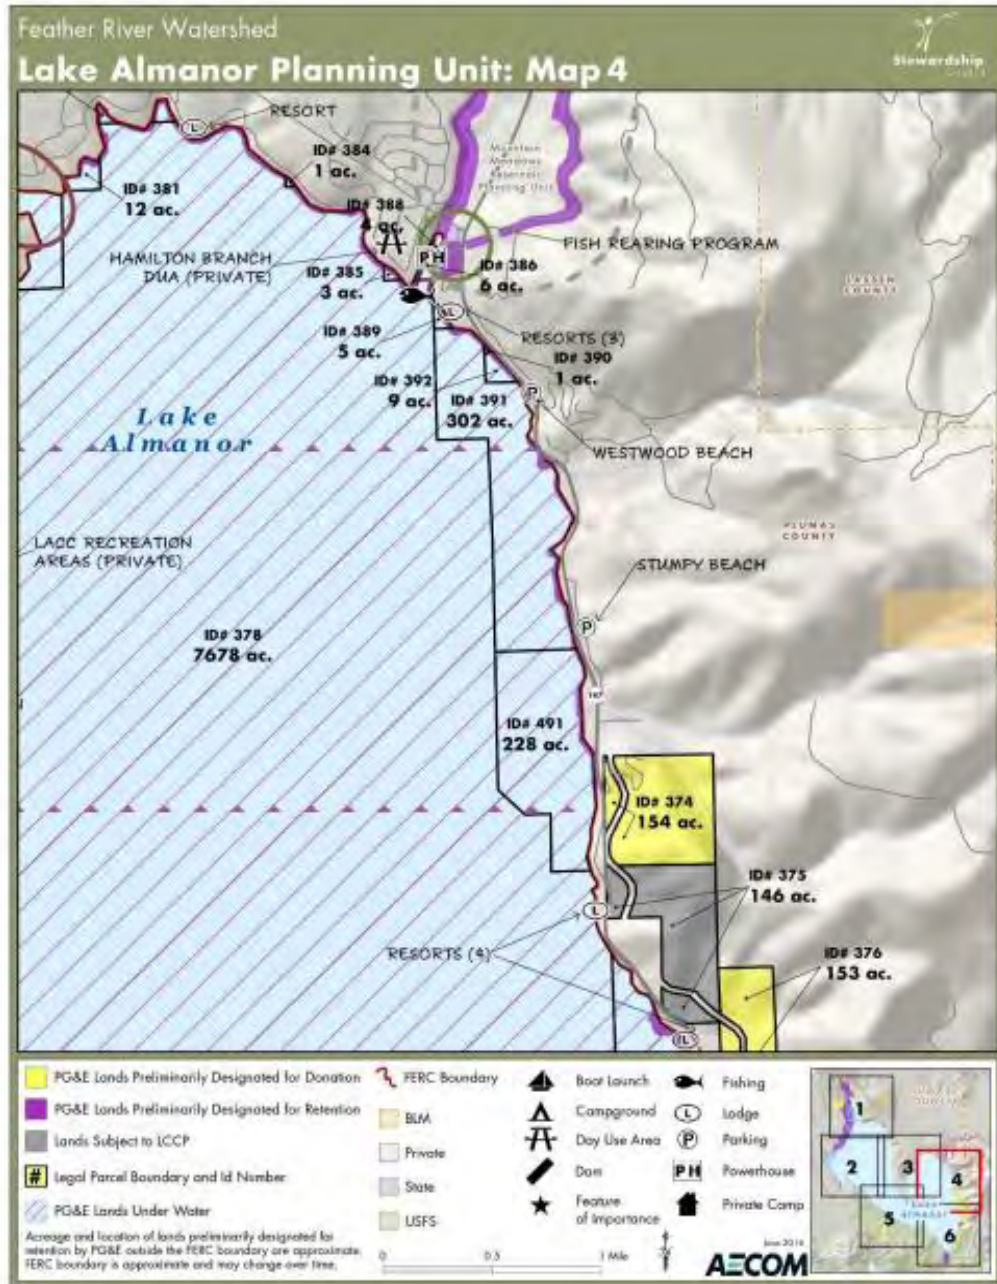 Feather River Watershed
Lake Almanor Planning Unit: Map 4
Stewardship
RESORT
ID# 384
1 ac.
ID# 381
12 ac.
Mountain
Meadows
Reservoir
Planning Unit
ID# 388
4 ac.
HAMILTON BRANCH
DUA (PRIVATE)
PH
FISH REARING PROGRAM
ID# 385
3 ac.
ID# 386
6 ac.
LASSEN
COUNTY
ID# 389
5 ac.
RESORTS (3)
ID# 390
1 ac.
ID# 392
9 ac.
ID# 391
302 ac.
P
Lake
Almanor
WESTWOOD BEACH
LACC RECREATION
AREAS (PRIVATE)
PLUMAS
COUNTY
STUMPY BEACH
P
ID# 378
7678 ac.
147
ID# 491
228 ac.
ID# 374
154 ac.
ID# 375
146 ac.
L
RESORTS (4)
ID# 376
153 ac.
PG&E Lands Preliminarily Designated for Donation
PG&E Lands Preliminarily Designated for Retention
Lands Subject to LCCP
# Legal Parcel Boundary and Id Number
PG&E Lands Under Water
Acreage and location of lands preliminarily designated for
retention by PG&E outside the FERC boundary are approximate.
FERC boundary is approximate and may change over time.
FERC Boundary
BLM
Private
State
USFS
Boat Launch
Campground
Day Use Area
Dam
Feature
of Importance
Fishing
L Lodge
P Parking
PH Powerhouse
Private Camp
0 0.5 1 Mile
AECOM
1
2
3
4
5
6